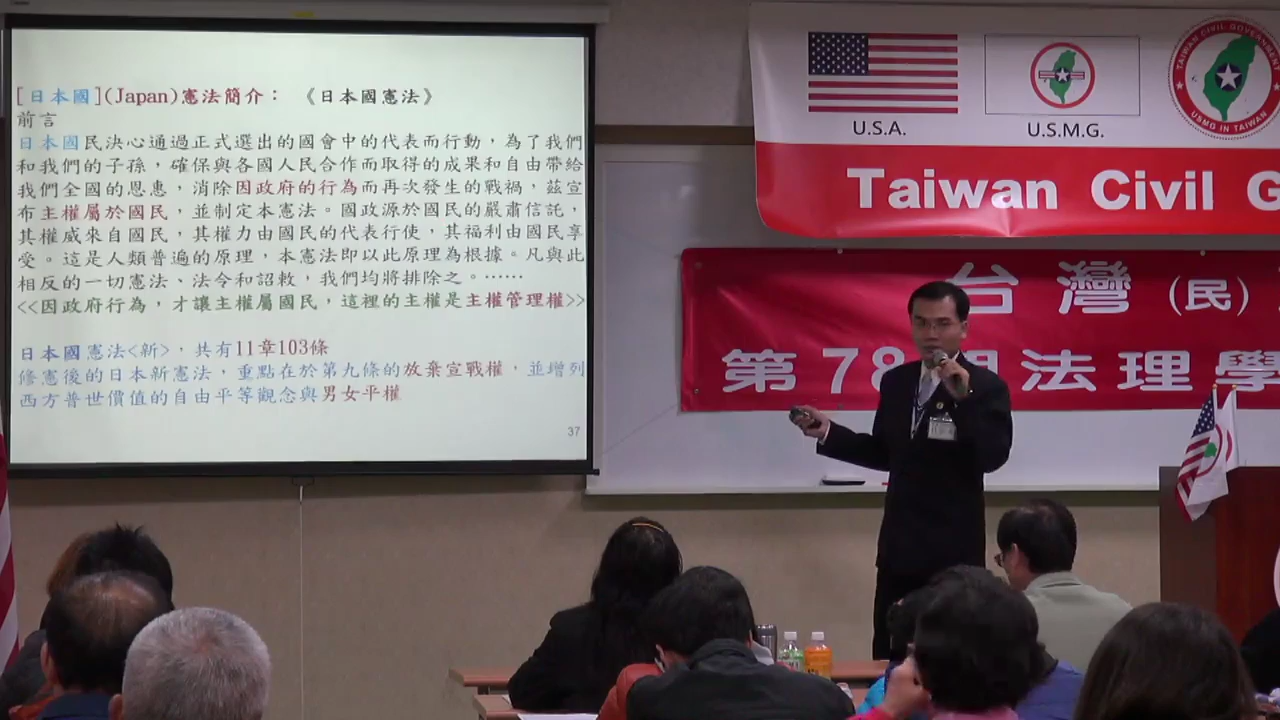 [日本國](Japan)憲法簡介： 《日本國憲法》
前言
日本國民決心通過正式選出的國會中的代表而行動，為了我們
和我們的子孫，確保與各國人民合作而取得的成果和自由帶給
我們全國的恩惠，消除因政府的行為而再次發生的戰禍，茲宣
布主權屬於國民，並制定本憲法。國政源於國民的嚴肅信託，
其權威來自國民，其權力由國民的代表行使，其福利由國民享
受。這是人類普遍的原理，本憲法即以此原理為根據。凡與此
相反的一切憲法、法令和詔敕，我們均將排除之。……
<<因政府行為，才讓主權屬國民，這裡的主權是主權管理權>>
日本國憲法<新>，共有11章103條
修憲後的日本新憲法，重點在於第九條的放棄宣戰權，並增列
西方普世價值的自由平等觀念與男女平權
37
U.S.A.
U.S.M.G.
TAIWAN CIVIL GOVERNMENT
USMG IN TAIWAN
Taiwan Civil G
台灣(民)
第78期法理學